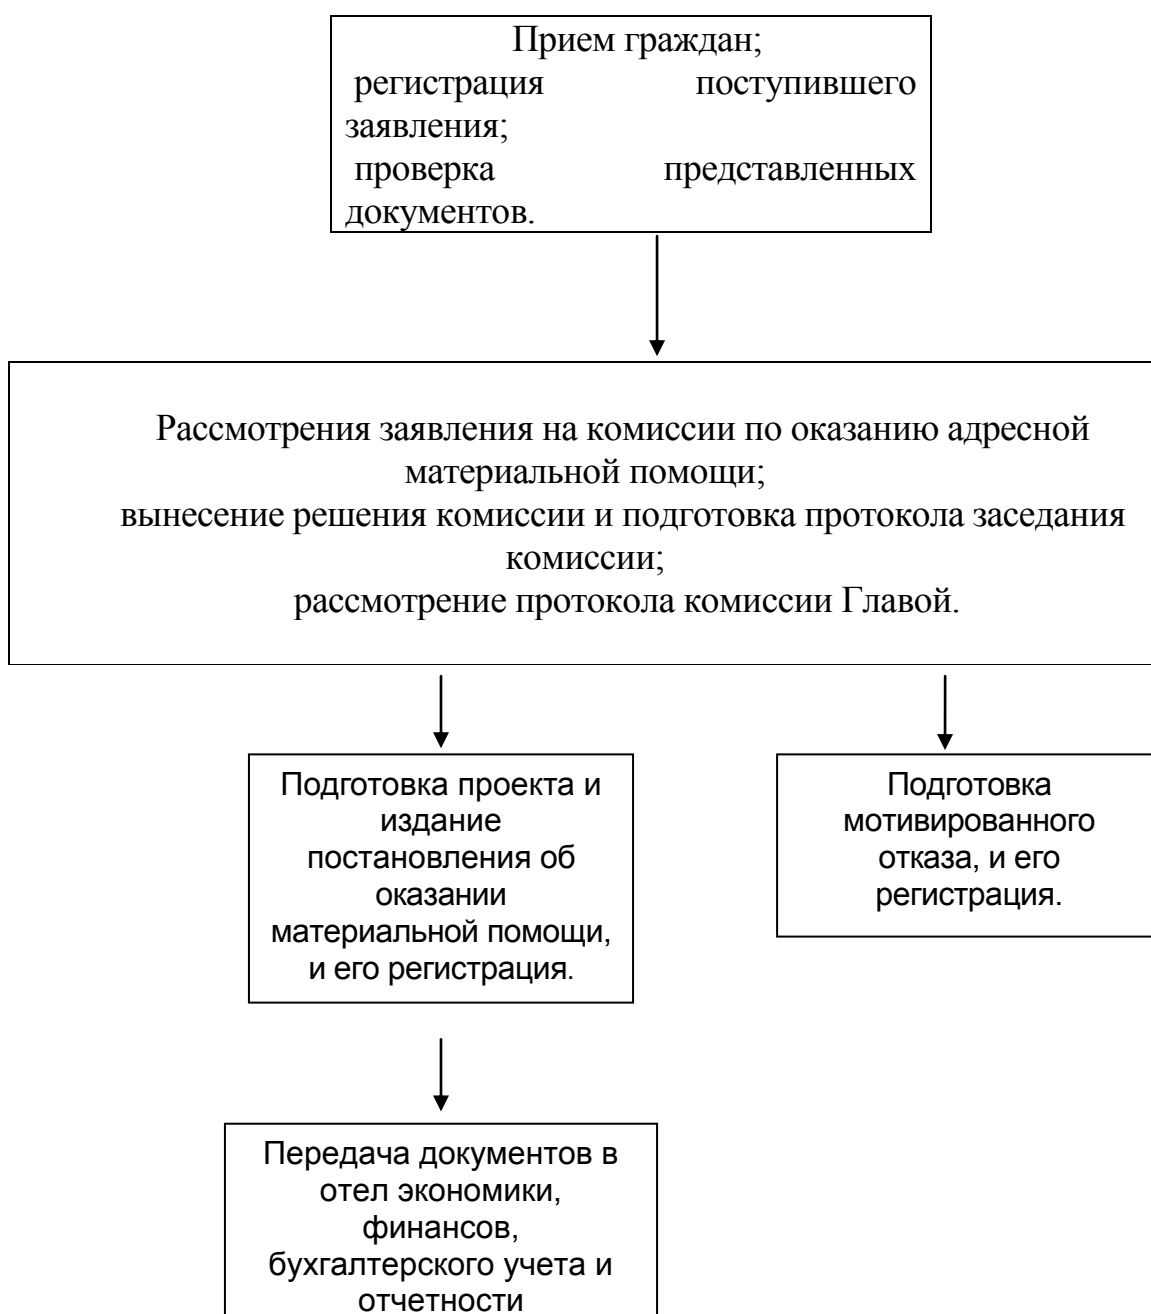 Прием граждан;
регистрация поступившего
заявления;
проверка представленных
документов.
Рассмотрения заявления на комиссии по оказанию адресной
материальной помощи;
вынесение решения комиссии и подготовка протокола заседания
комиссии;
рассмотрение протокола комиссии Главой.
Подготовка проекта и
издание
постановления об
оказании
материальной помощи,
и его регистрация.
Подготовка
мотивированного
отказа, и его
регистрация.
Передача документов в
отел экономики,
финансов,
бухгалтерского учета и
отчетности